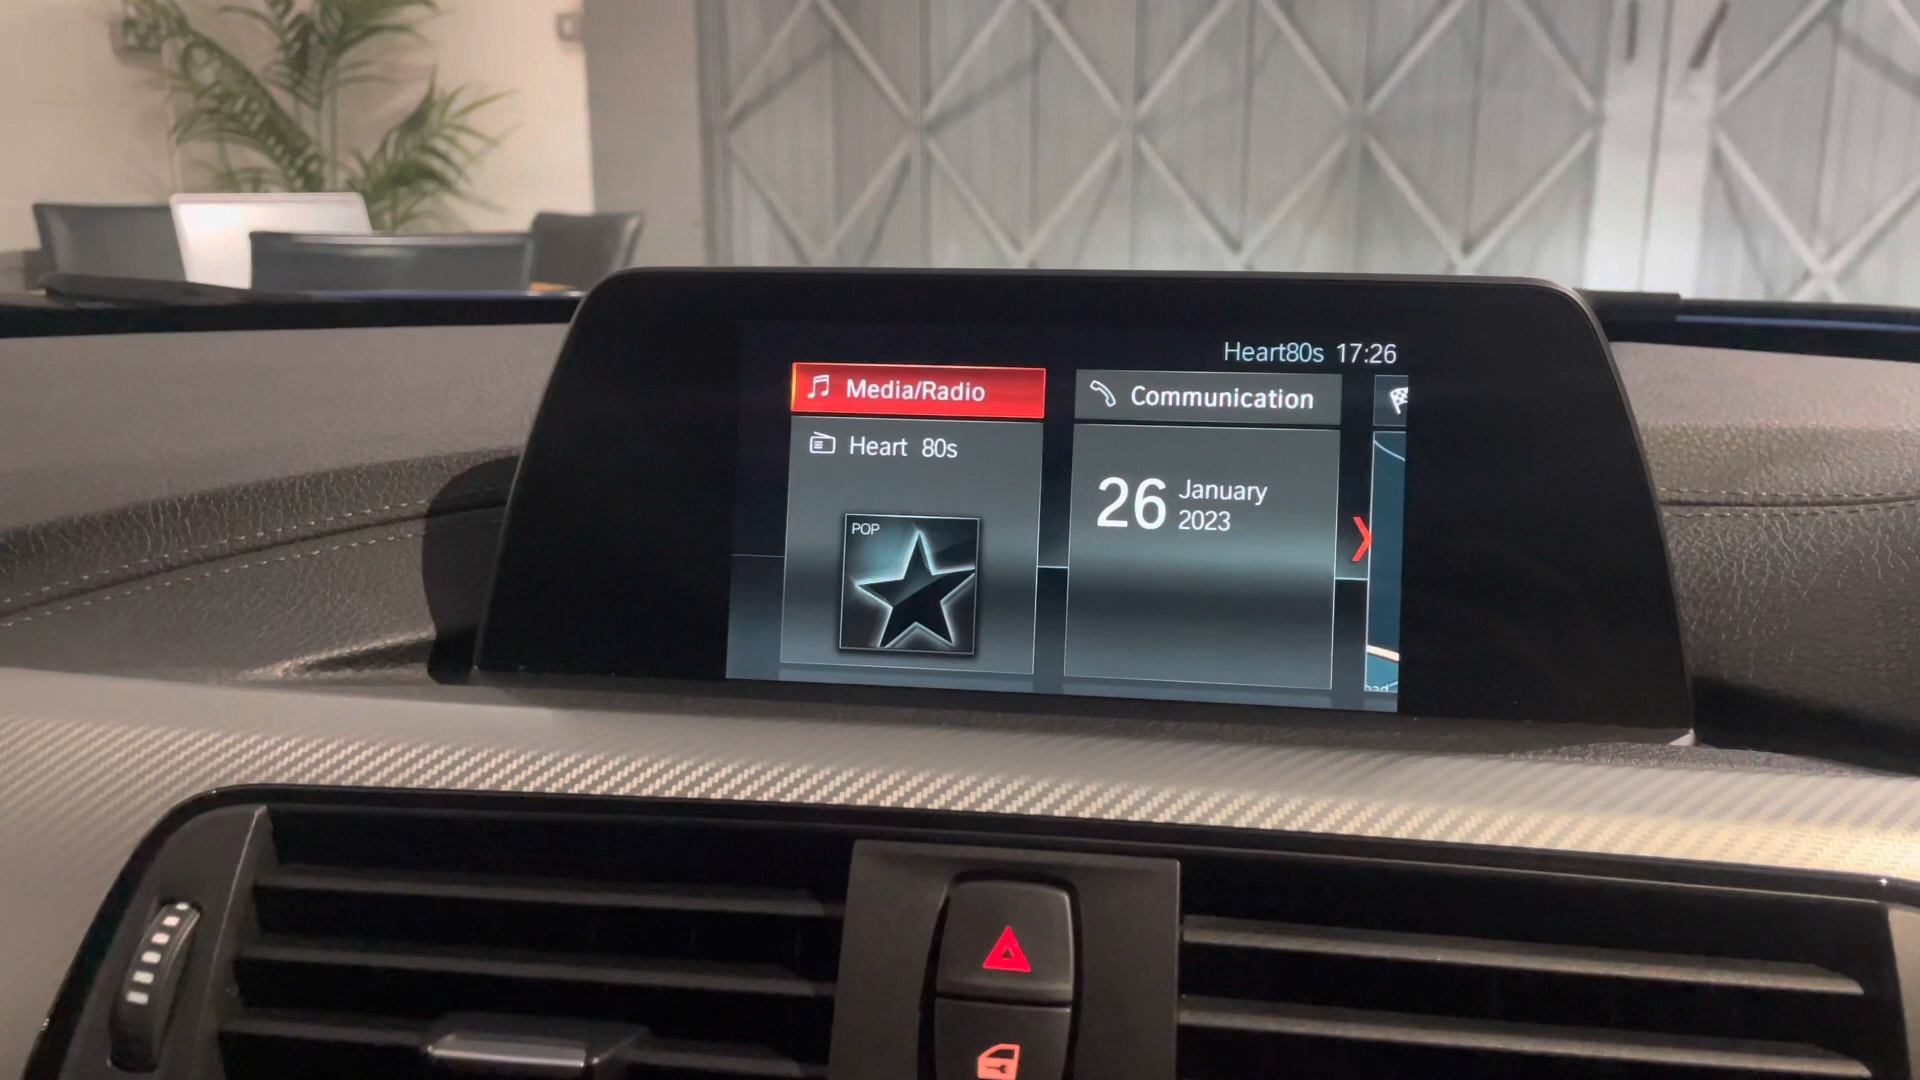 Heart80s 17:26
Media/Radio
Communication
Heart 80s
POP
26
January
2023